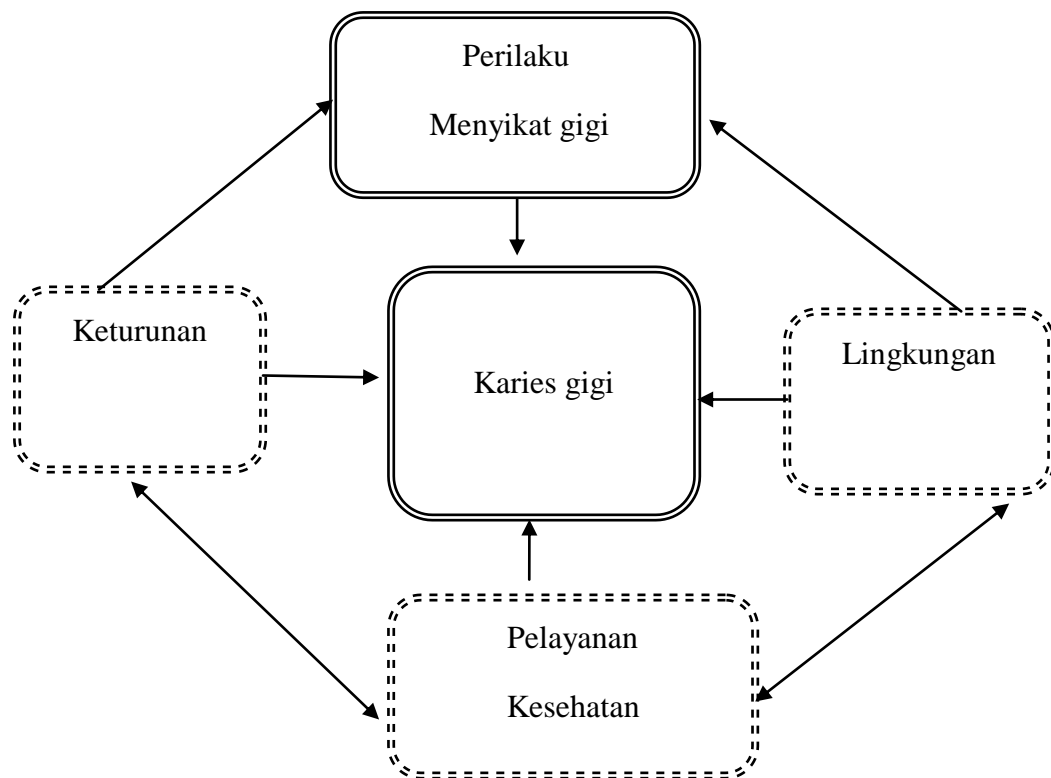 Perilaku
Menyikat gigi
Keturunan
Karies gigi
Lingkungan
Pelayanan
Kesehatan